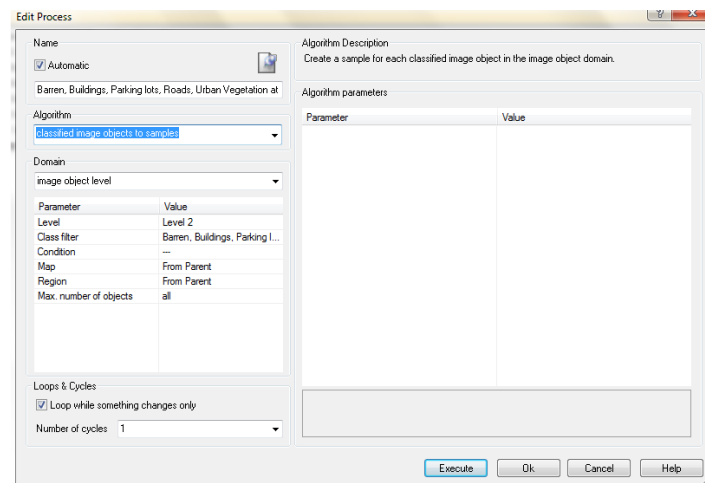 Edit Process
Name
Automatic
Barren, Buildings, Parking lots, Roads, Urban Vegetation at
Algorithm
classified image objects to samples
Domain
image object level
Parameter Value
Level Level 2
Class filter Barren, Buildings, Parking l...
Condition ---
Map From Parent
Region From Parent
Max. number of objects all
Loops & Cycles
Loop while something changes only
Number of cycles 1
Algorithm Description
Create a sample for each classified image object in the image object domain.
Algorithm parameters
Parameter Value
Execute Ok Cancel Help